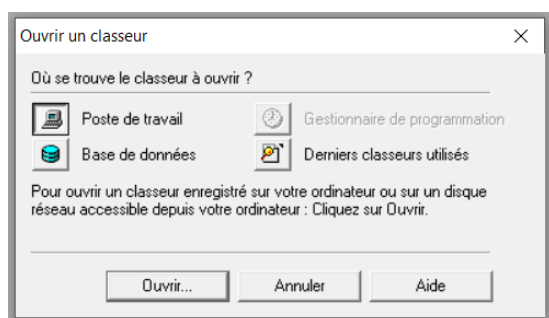 Ouvrir un classeur
Où se trouve le classeur à ouvrir ?
Poste de travail
Gestionnaire de programmation
Base de données
Derniers classeurs utilisés
Pour ouvrir un classeur enregistré sur votre ordinateur ou sur un disque
réseau accessible depuis votre ordinateur : Cliquez sur Ouvrir.
Ouvrir...
Annuler
Aide